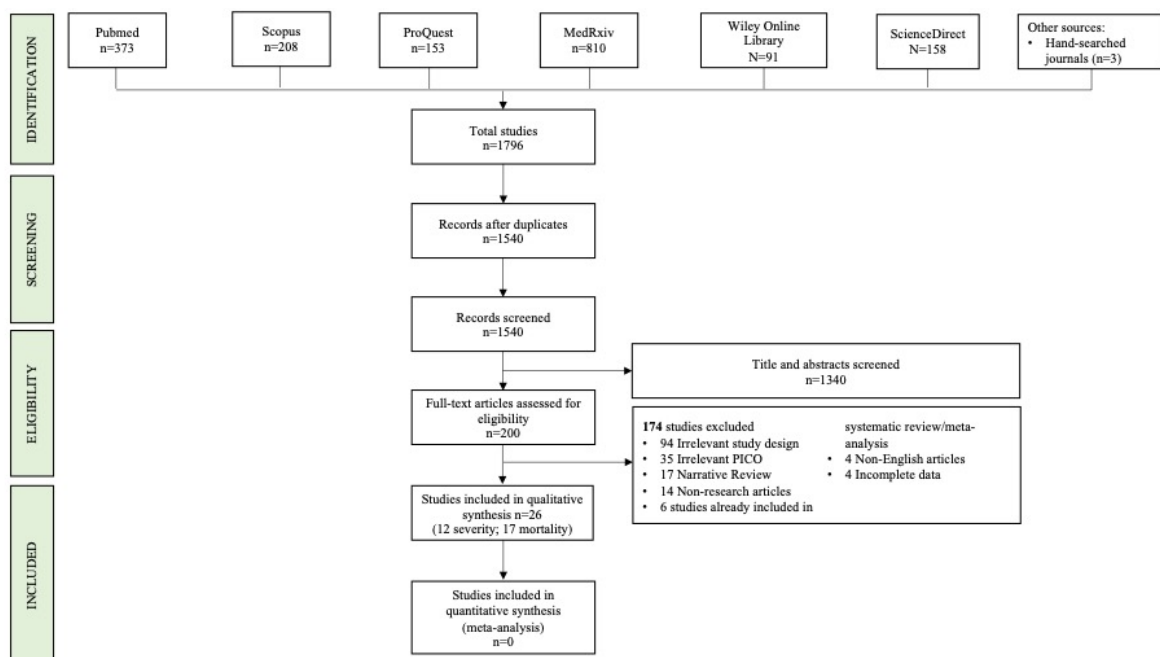 Pubmed
n=373
Scopus
n=208
ProQuest
n=153
MedRxiv
n=810
Wiley Online
Library
N=91
ScienceDirect
N=158
Other sources:
• Hand-searched
journals (n=3)
IDENTIFICATION
Total studies
n=1796
SCREENING
Records after duplicates
n=1540
Records screened
n=1540
ELIGIBILITY
Title and abstracts screened
n=1340
Full-text articles assessed for
eligibility
n=200
174 studies excluded
• 94 Irrelevant study design
• 35 Irrelevant PICO
• 17 Narrative Review
• 14 Non-research articles
• 6 studies already included in
systematic review/meta-
analysis
• 4 Non-English articles
• 4 Incomplete data
INCLUDED
Studies included in qualitative
synthesis n=26
(12 severity; 17 mortality)
Studies included in
quantitative synthesis
(meta-analysis)
n=0